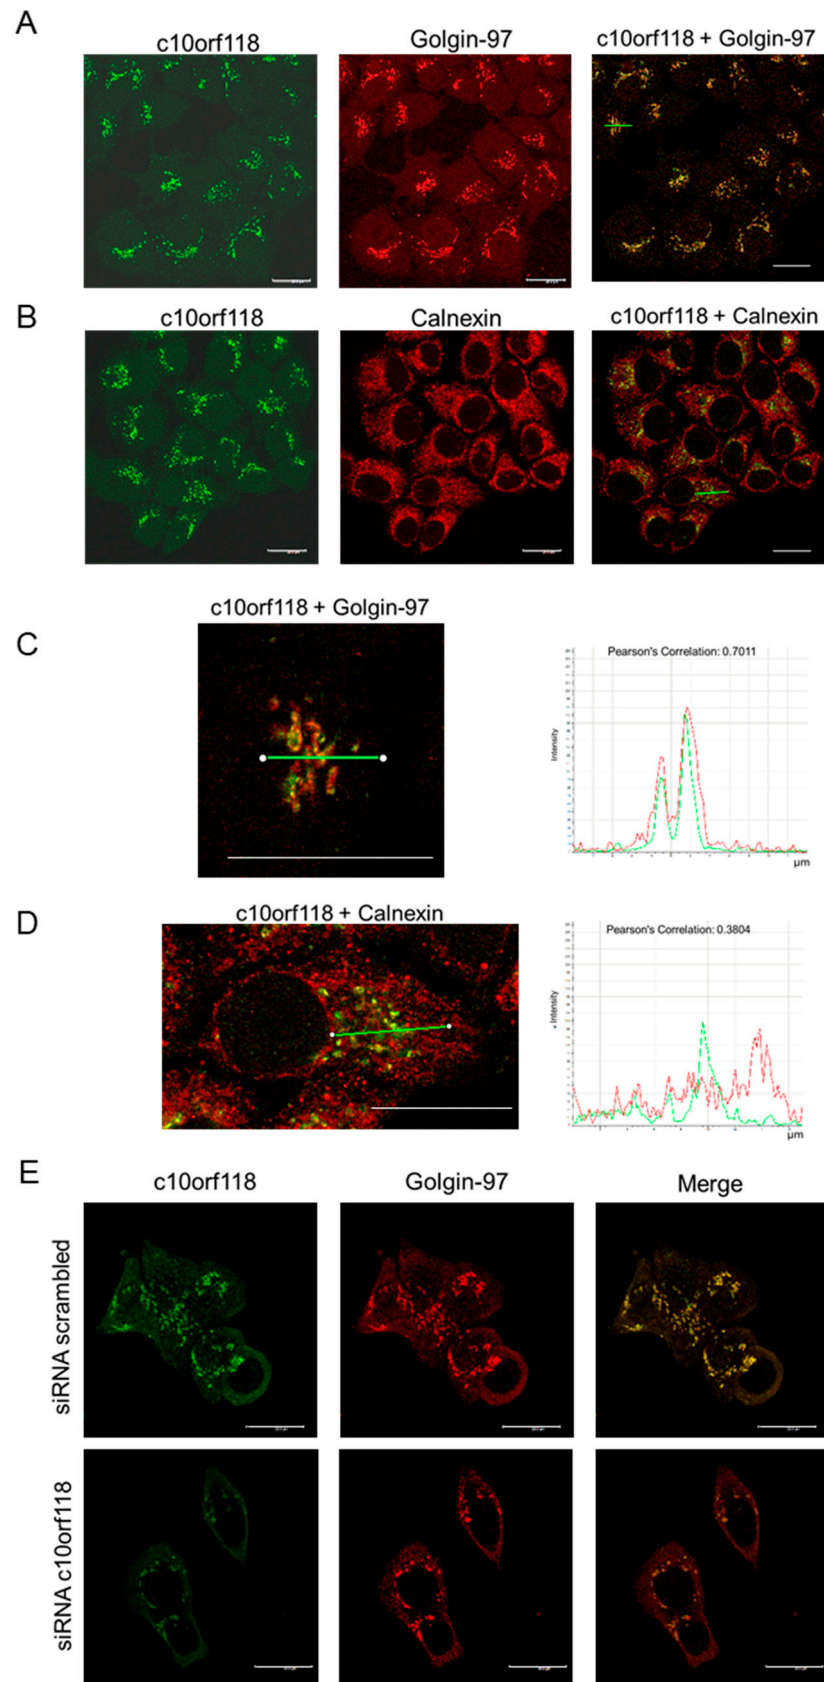 A
c10orf118
Golgin-97
c10orf118 + Golgin-97
B
c10orf118
Calnexin
c10orf118 + Calnexin
C
c10orf118 + Golgin-97
Pearson's Correlation: 0.7011
Intensity
µm
D
c10orf118 + Calnexin
Pearson's Correlation: 0.3804
Intensity
µm
E
c10orf118
Golgin-97
Merge
siRNA scrambled
siRNA c10orf118